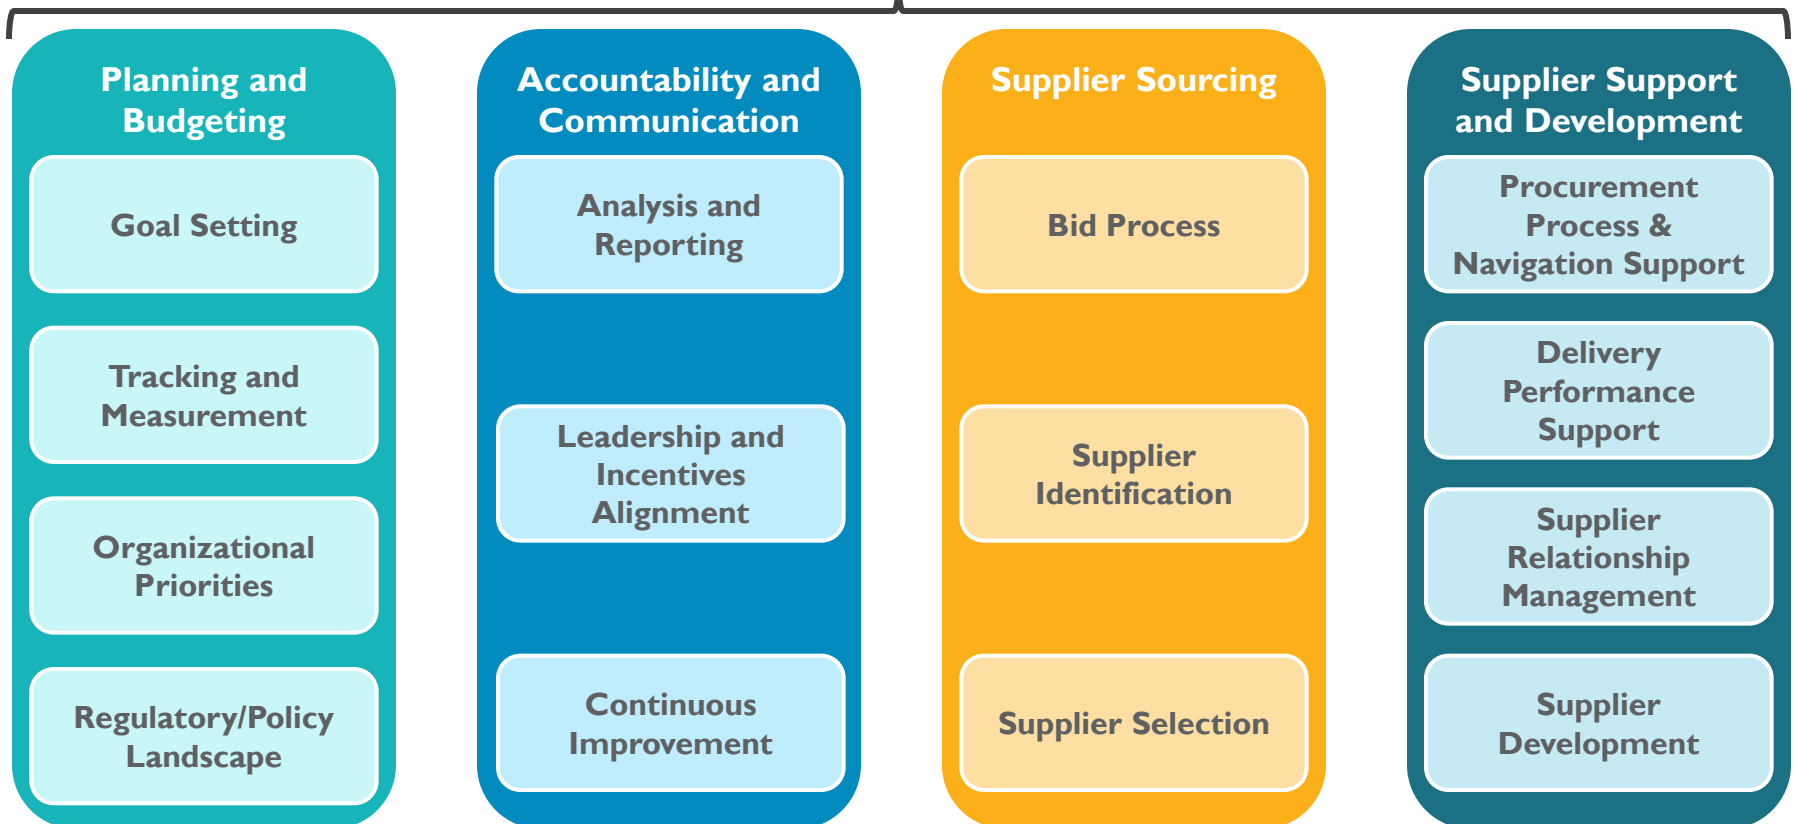 Planning and
Budgeting
Goal Setting
Tracking and
Measurement
Organizational
Priorities
Regulatory/Policy
Landscape
Accountability and
Communication
Analysis and
Reporting
Leadership and
Incentives
Alignment
Continuous
Improvement
Supplier Sourcing
Bid Process
Supplier
Identification
Supplier Selection
Supplier Support
and Development
Procurement
Process &
Navigation Support
Delivery
Performance
Support
Supplier
Relationship
Management
Supplier
Development